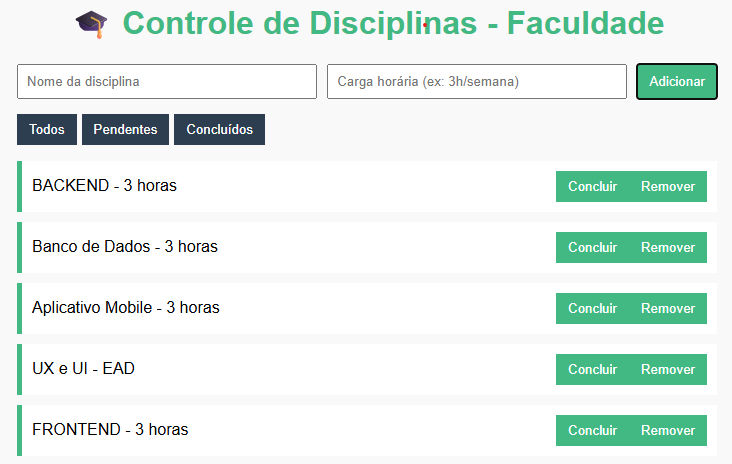 Controle de Disciplinas - Faculdade
Nome da disciplina Carga horária (ex: 3h/semana) Adicionar
Todos Pendentes Concluídos
BACKEND - 3 horas Concluir Remover
Banco de Dados - 3 horas Concluir Remover
Aplicativo Mobile - 3 horas Concluir Remover
UX e UI - EAD Concluir Remover
FRONTEND - 3 horas Concluir Remover